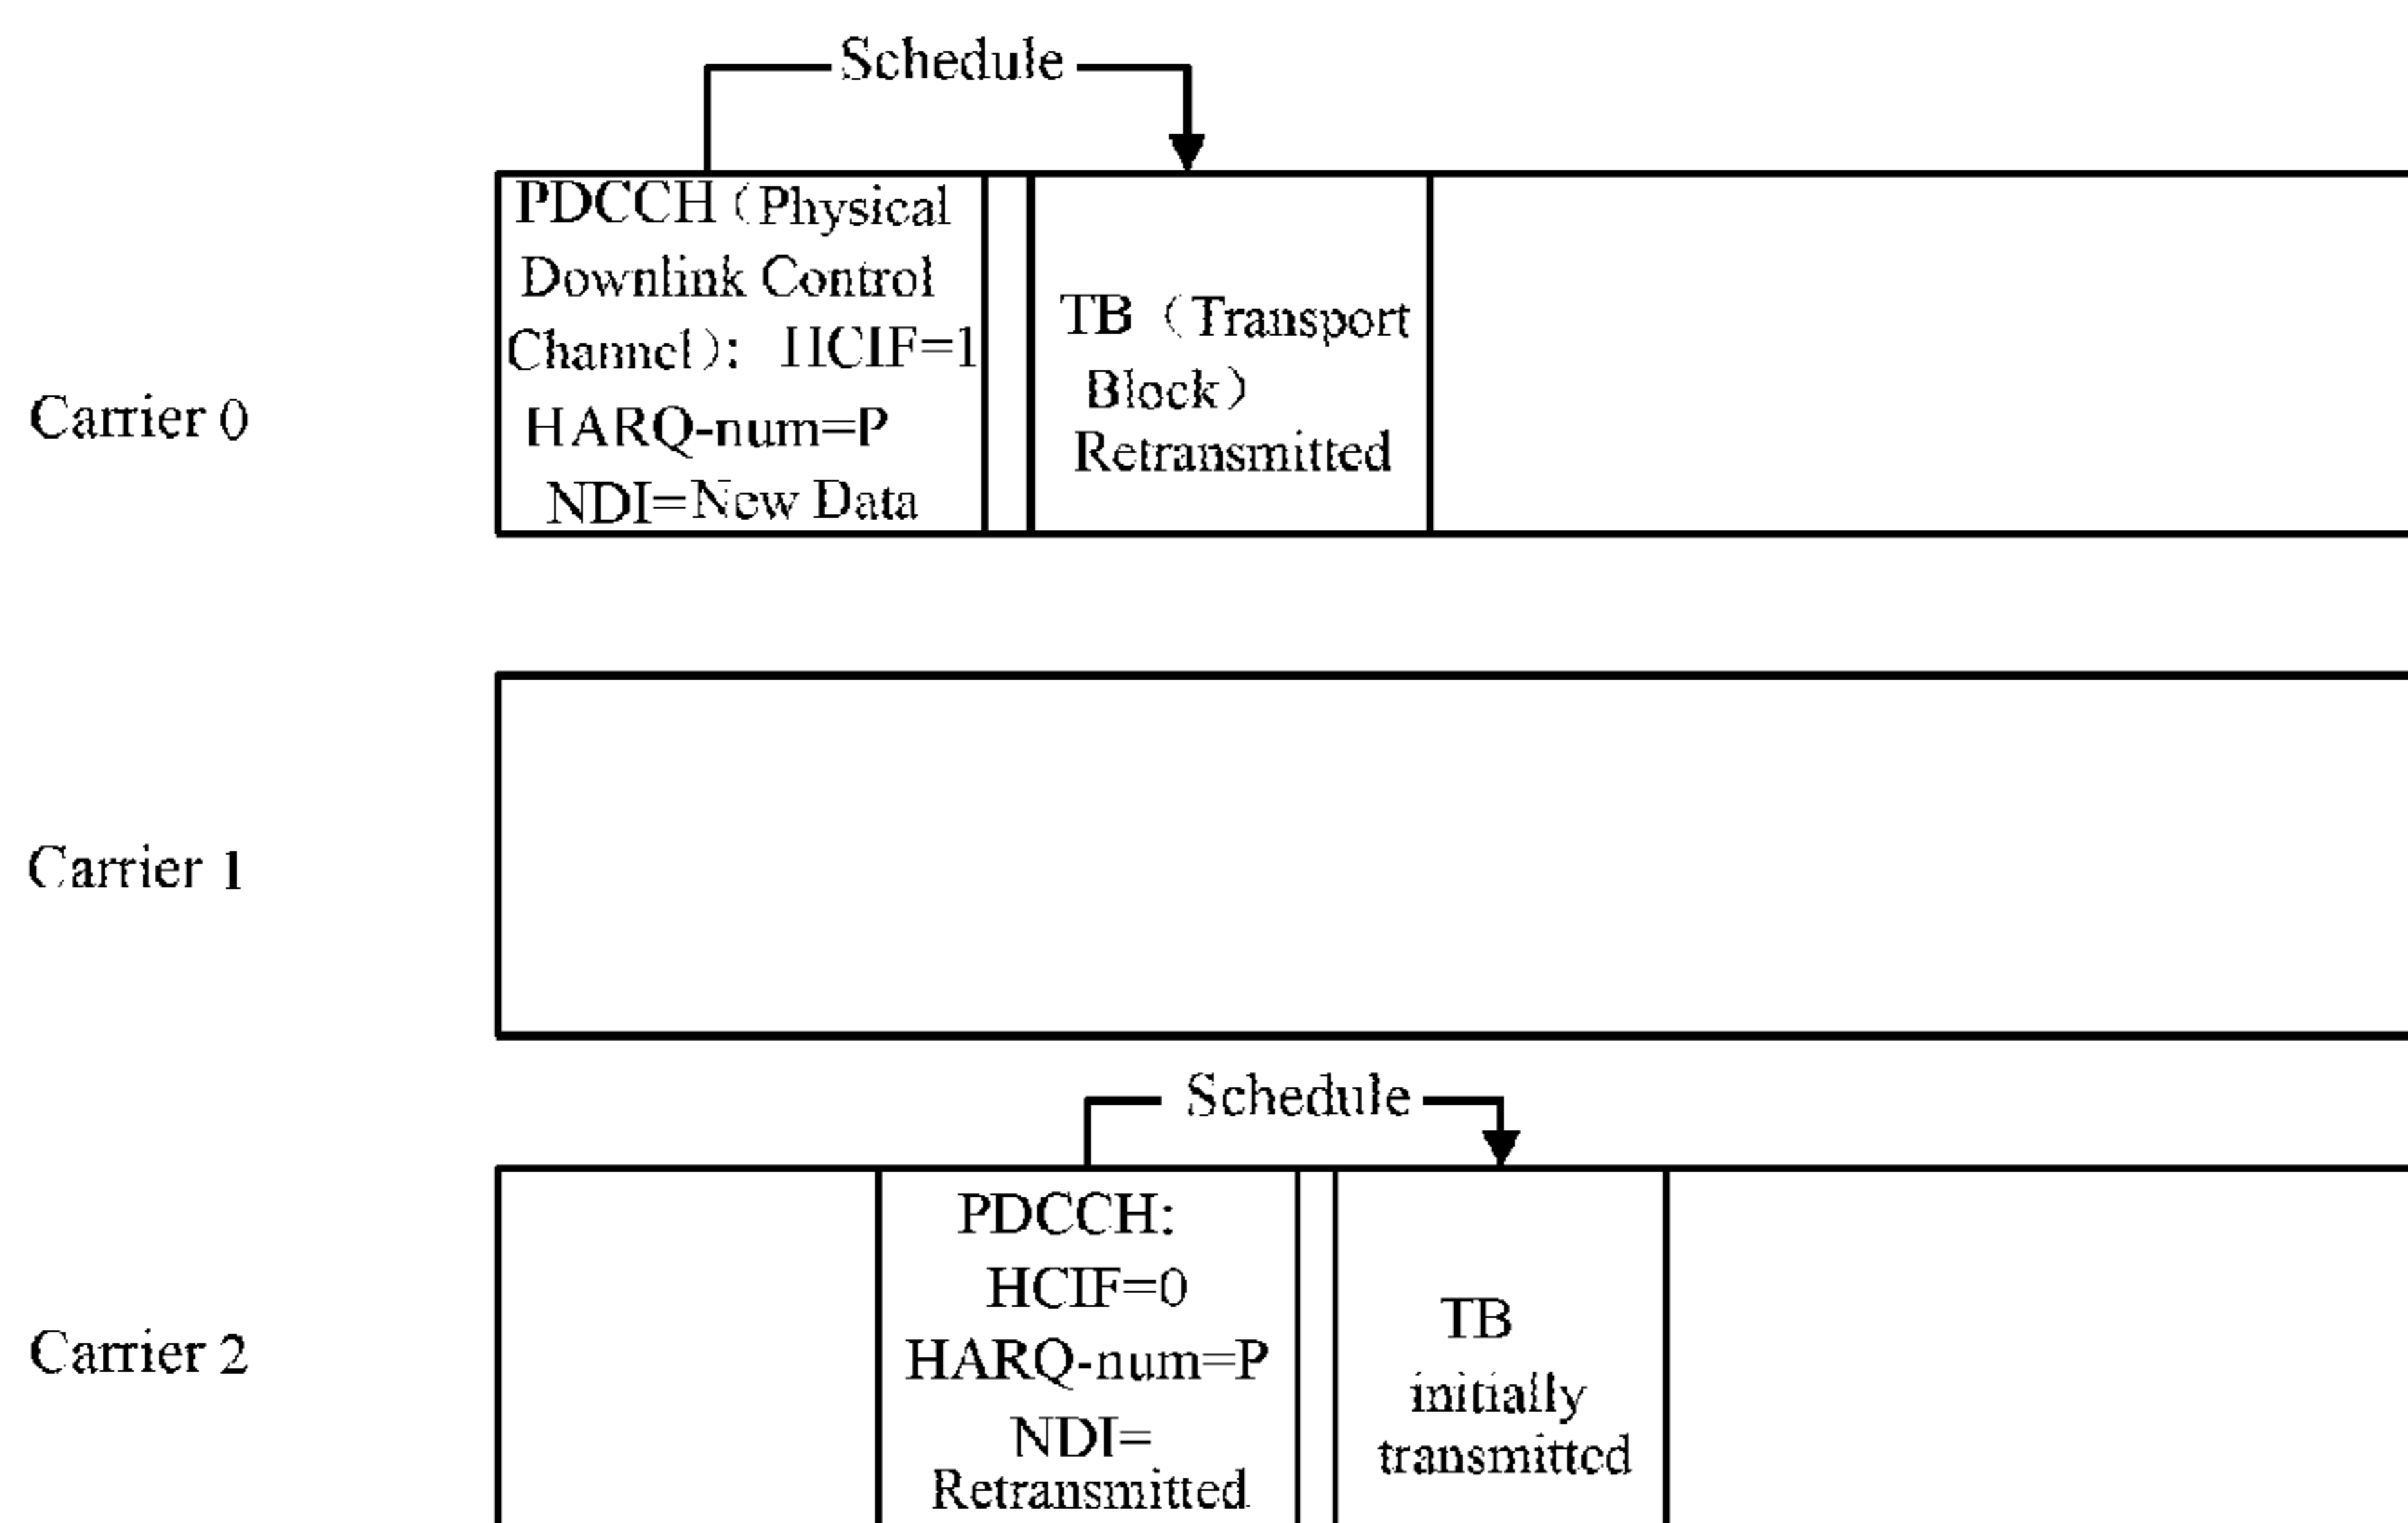 Schedule
PDCCH（Physical
Downlink Control
Channel）: HCIF=1
HARQ-num=P
NDI=New Data
TB（Transport
Block）
Retransmitted
Carrier 0
Carrier 1
Schedule
Carrier 2
PDCCH:
HCIF=0
HARQ-num=P
NDI=
Retransmitted
TB
initially
transmitted